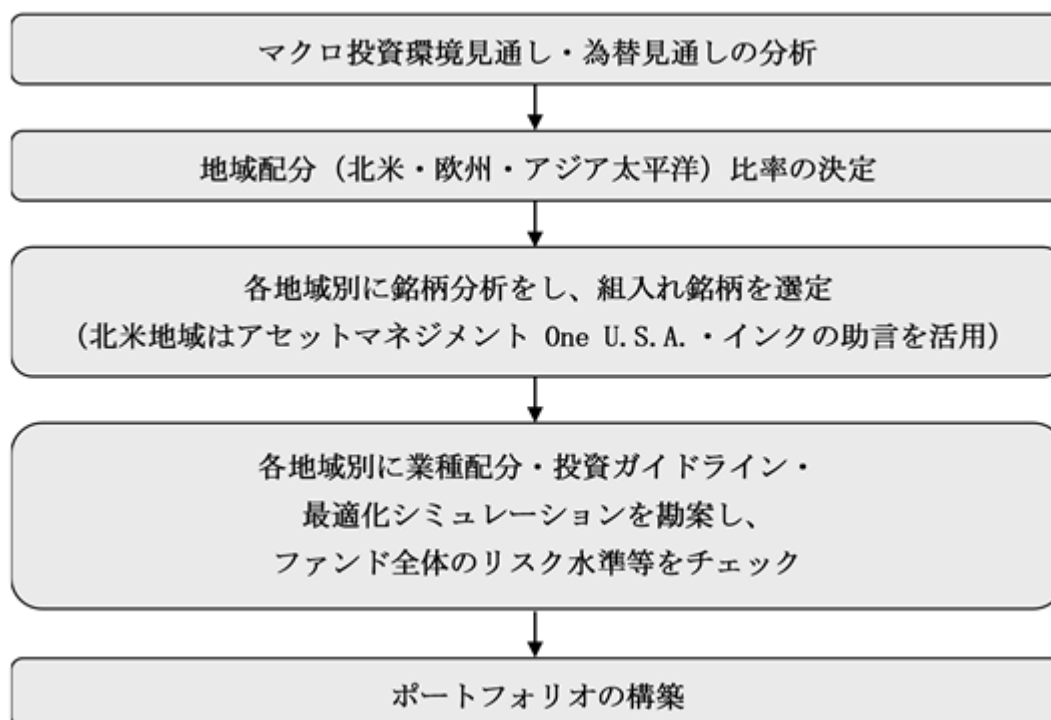 マクロ投資環境見通し・為替見通しの分析
地域配分（北米・欧州・アジア太平洋）比率の決定
各地域別に銘柄分析をし、組入れ銘柄を選定
（北米地域はアセットマネジメント One U.S.A.・インクの助言を活用）
各地域別に業種配分・投資ガイドライン・
最適化シミュレーションを勘案し、
ファンド全体のリスク水準等をチェック
ポートフォリオの構築